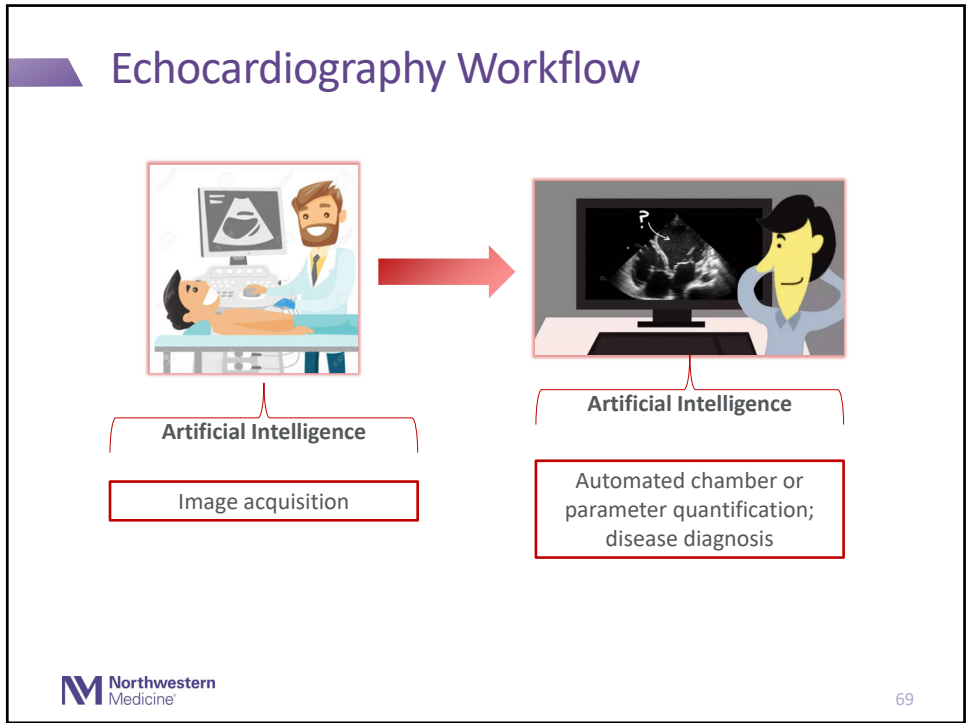 Echocardiography Workflow
?
Artificial Intelligence
Image acquisition
Artificial Intelligence
Automated chamber or
parameter quantification;
disease diagnosis
Northwestern
Medicine®
69